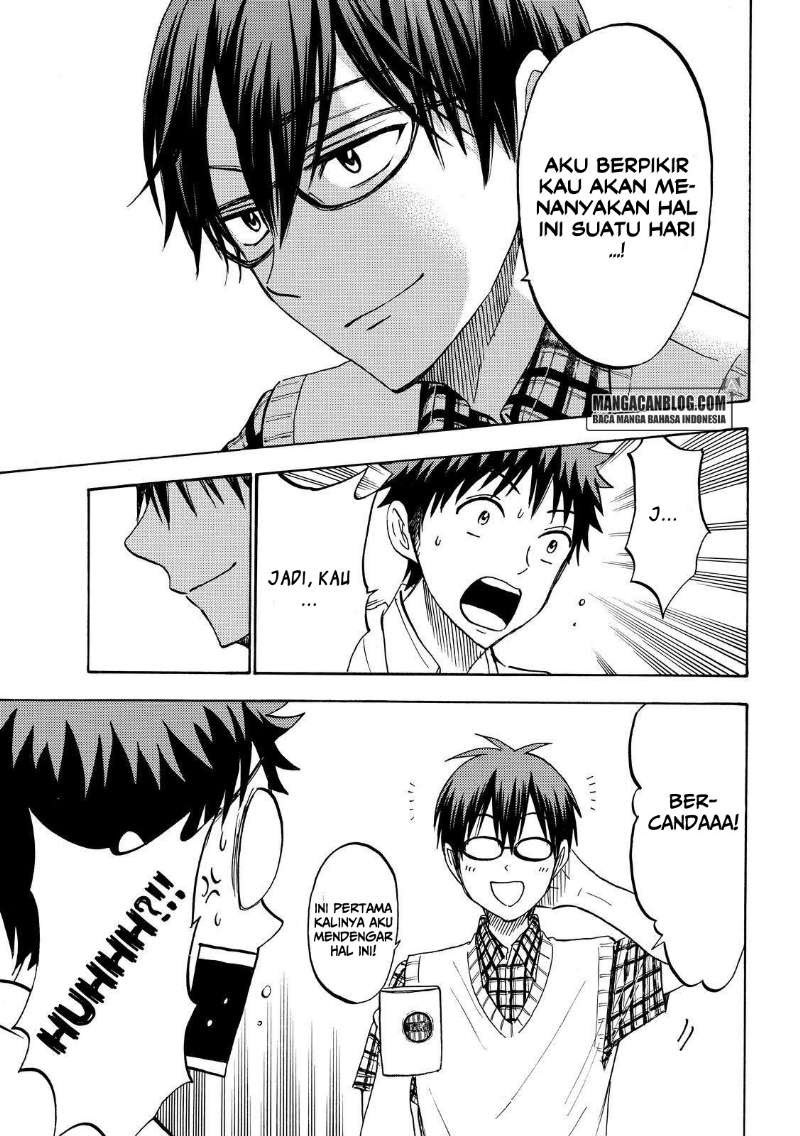 AKU BERPIKIR
KAU AKAN ME-
NANYAKAN HAL
INI SUATU HARI
...!
MANGACANBLOG.COM
BACA MANGA BAHASA INDONESIA
J...
JADI, KAU
...
BER-
CANDAAA!
INI PERTAMA
KALINYA AKU
MENDENGAR
HAL INI!
HUHHH?!!!